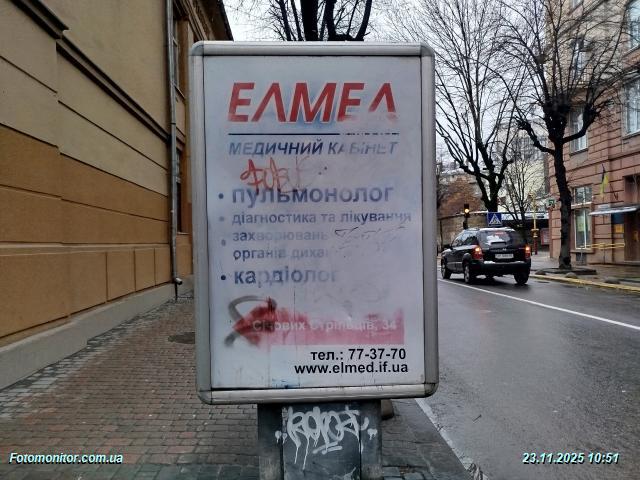 ЕЛМЕД
МЕДИЧНИЙ КАБІНЕТ
• пульмонолог
• діагностика та лікування
захворювань
органів дихан
• кардіолог
Січових Стрільців, 34
тел.: 77-37-70
www.elmed.if.ua
Fotomonitor.com.ua
23.11.2025 10:51